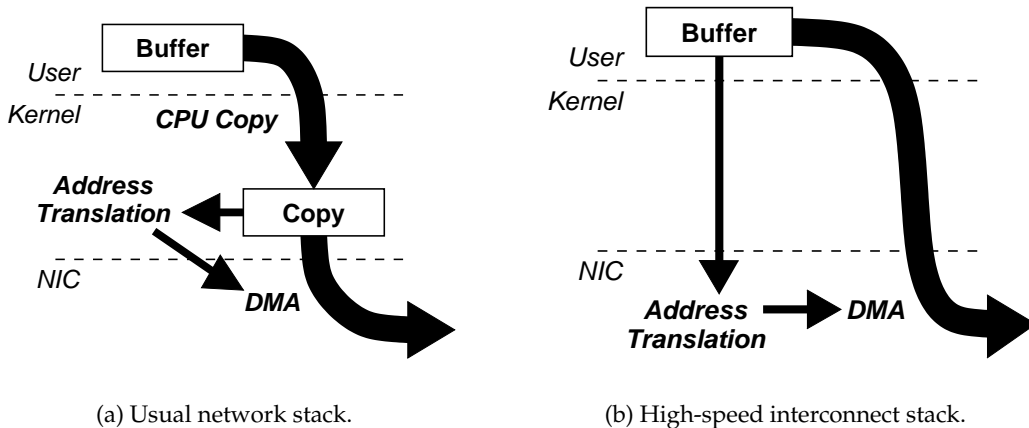 Buffer
User
Kernel
CPU Copy
Address
Translation
Copy
NIC
DMA
(a) Usual network stack.
Buffer
User
Kernel
NIC
Address
Translation
DMA
(b) High-speed interconnect stack.